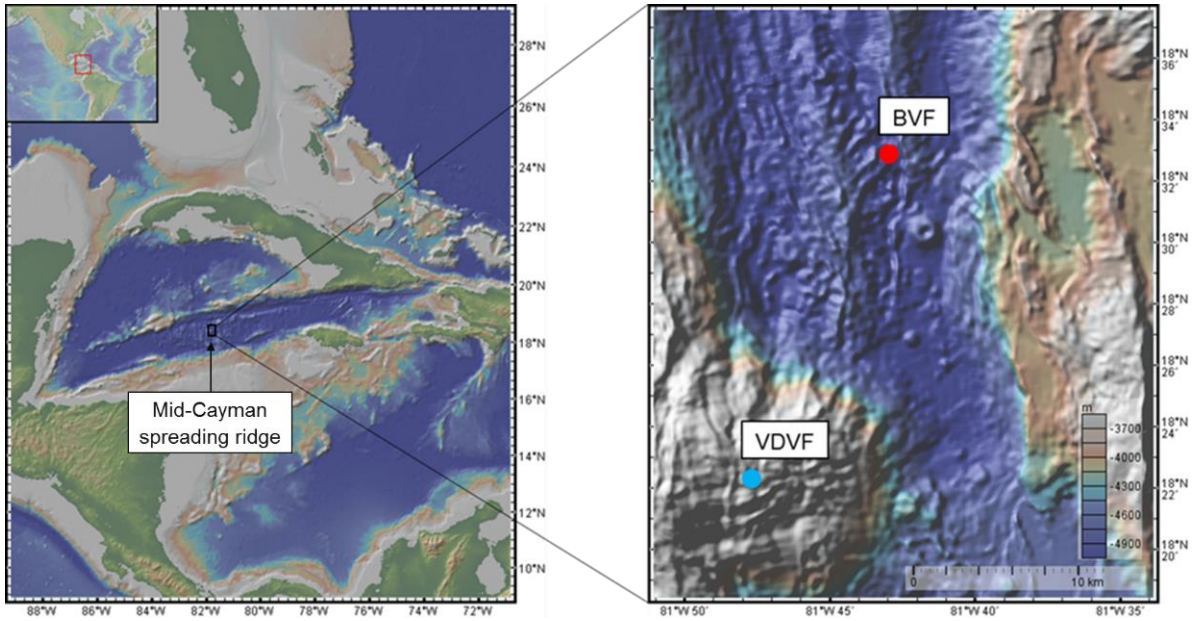 28°N
26°N
24°N
22°N
20°N
18°N
16°N
14°N
12°N
10°N
88°W 86°W 84°W 82°W 80°W 78°W 76°W 74°W 72°W
Mid-Cayman
spreading ridge
BVF
VDVF
18°N
36´
18°N
34´
18°N
32´
18°N
30´
18°N
28´
18°N
26´
18°N
24´
18°N
22´
18°N
20´
m
-3700
-4000
-4300
-4600
-4900
0 10 km
81°W 50´ 81°W 45´ 81°W 40´ 81°W 35´